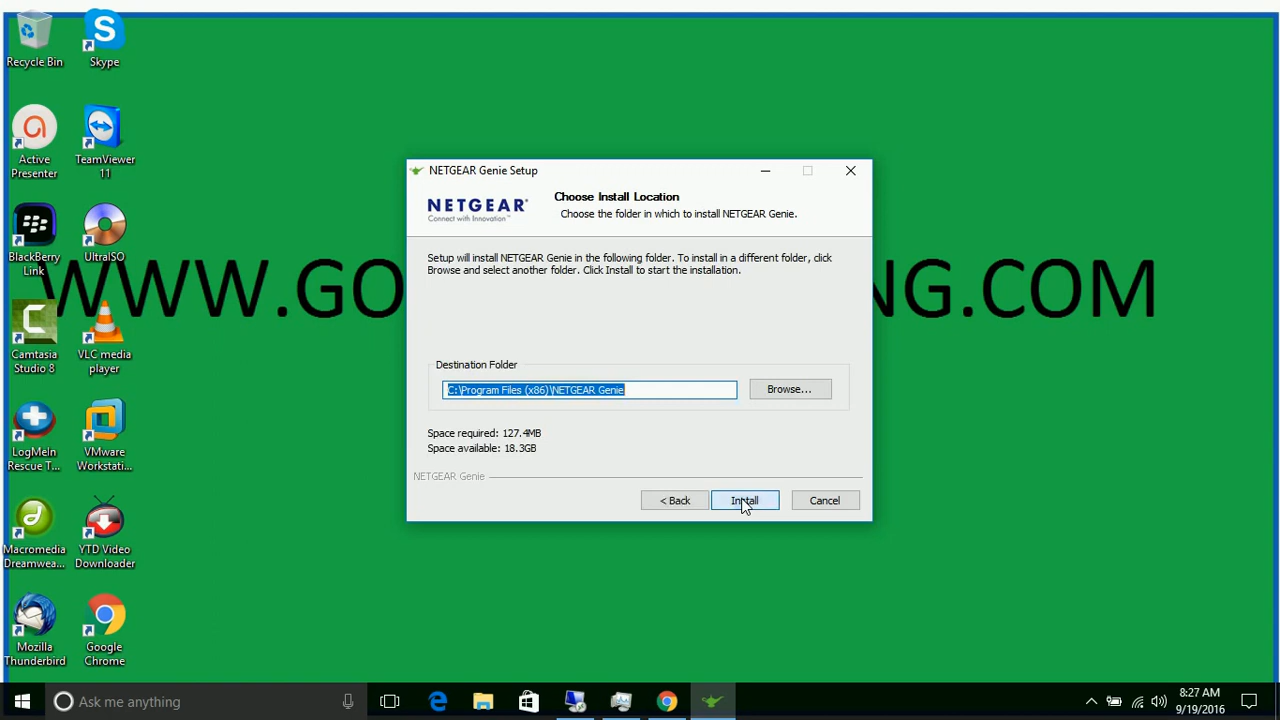 Recycle Bin
Skype
Active
Presenter
TeamViewer
11
BlackBerry
Link
UltraISO
Camtasia
Studio 8
VLC media
player
LogMeIn
Rescue T...
VMware
Workstati...
Macromedia
Dreamwea...
YTD Video
Downloader
Mozilla
Thunderbird
Google
Chrome
WWW.GO
NG.COM
NETGEAR Genie Setup
NETGEAR®
Connect with Innovation™
Choose Install Location
Choose the folder in which to install NETGEAR Genie.
Setup will install NETGEAR Genie in the following folder. To install in a different folder, click
Browse and select another folder. Click Install to start the installation.
Destination Folder
C:\Program Files (x86)\NETGEAR Genie
Browse...
Space required: 127.4MB
Space available: 18.3GB
NETGEAR Genie
< Back
Install
Cancel
Ask me anything
8:27 AM
9/19/2016